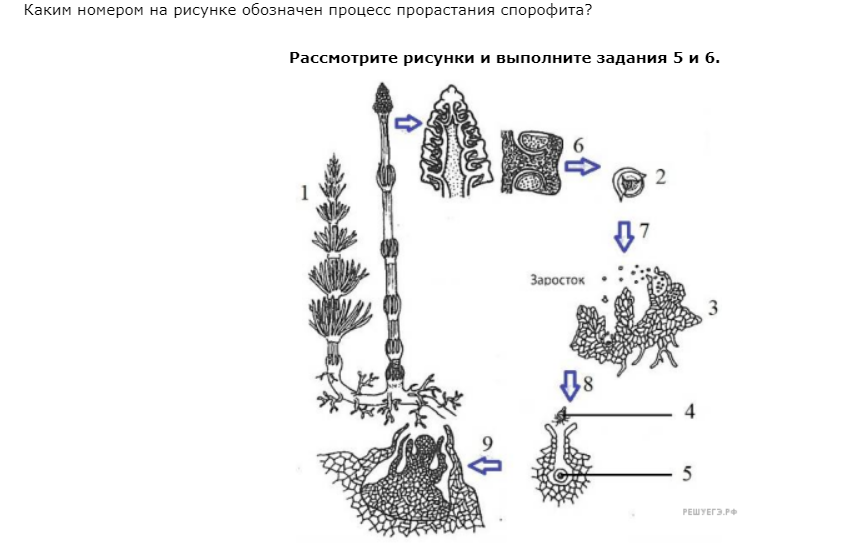 Каким номером на рисунке обозначен процесс прорастания спорофита?
Рассмотрите рисунки и выполните задания 5 и 6.
1
6
2
7
Заросток
3
8
4
9
5
РЕШУЕГЭ.РФ